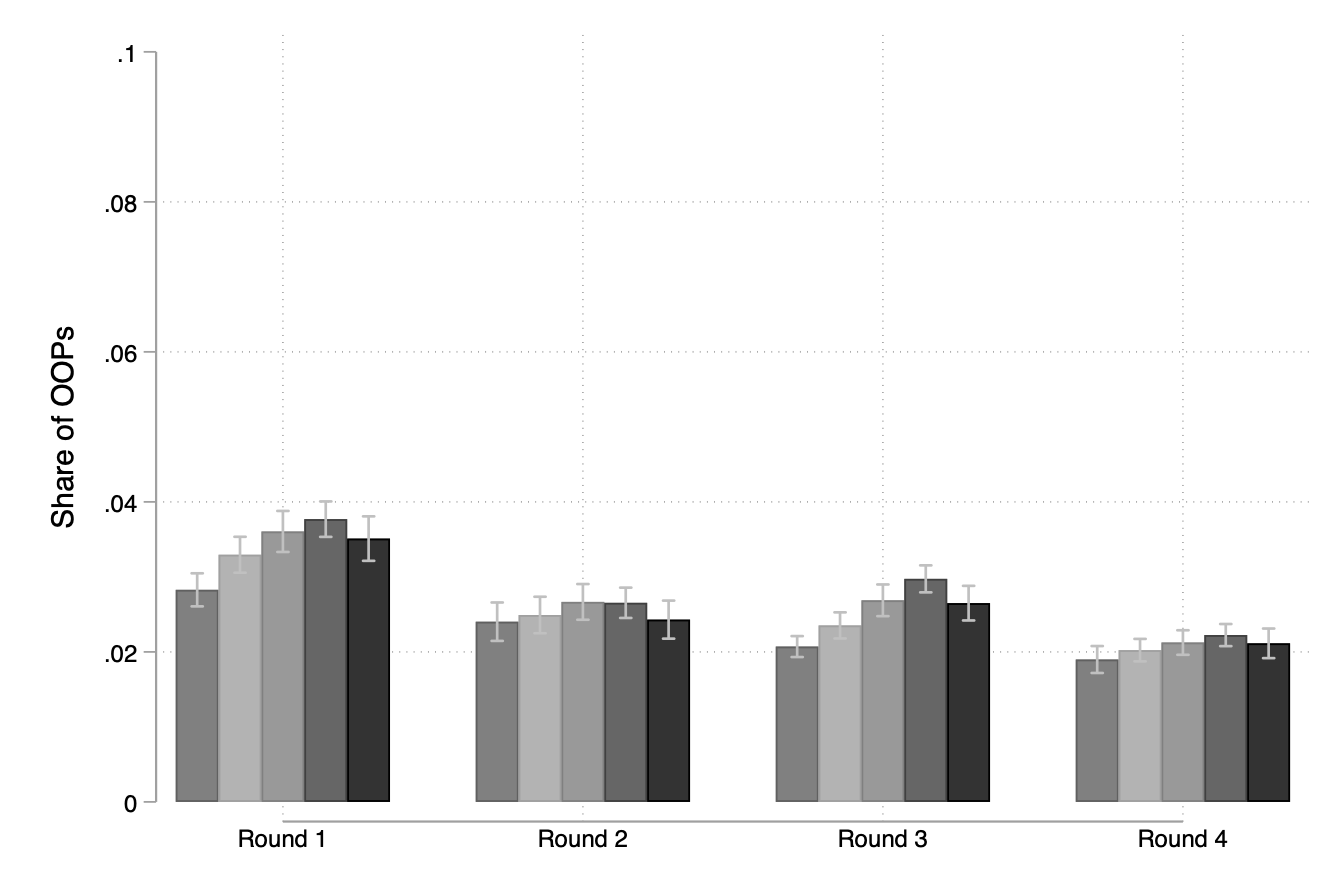 Share of OOPs
.1
.08
.06
.04
.02
0
Round 1
Round 2
Round 3
Round 4